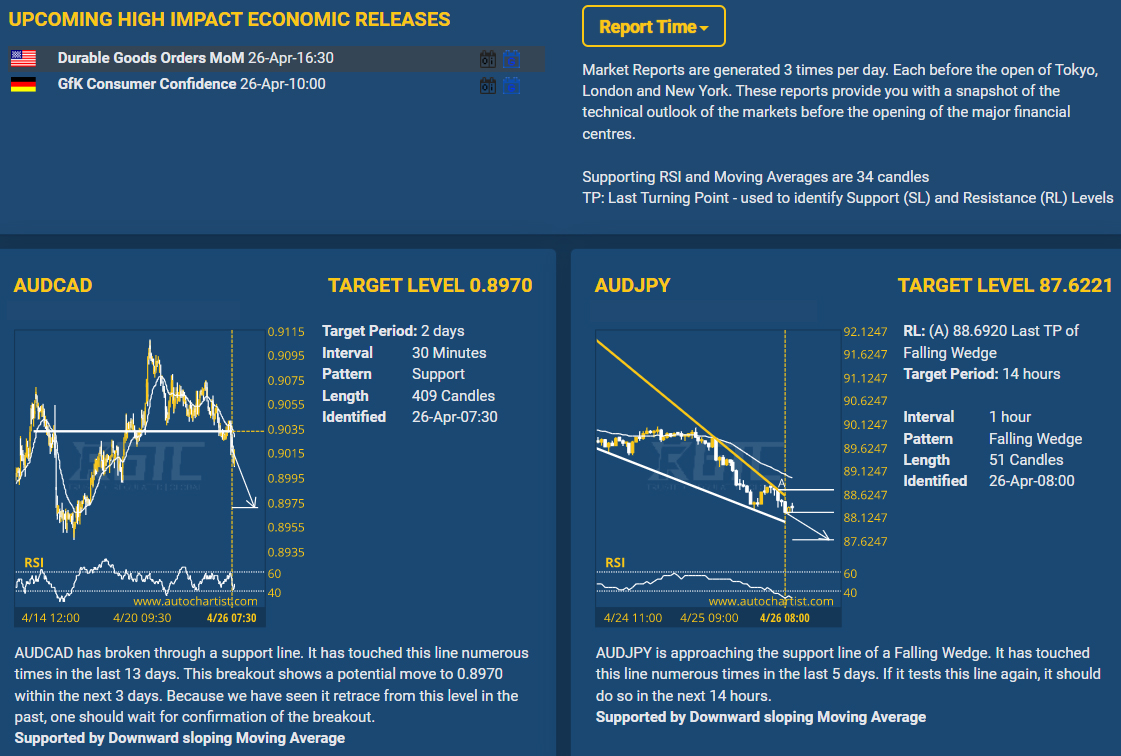 UPCOMING HIGH IMPACT ECONOMIC RELEASES
Durable Goods Orders MoM 26-Apr-16:30
GfK Consumer Confidence 26-Apr-10:00
Report Time
Market Reports are generated 3 times per day. Each before the open of Tokyo,
London and New York. These reports provide you with a snapshot of the
technical outlook of the markets before the opening of the major financial
centres.
Supporting RSI and Moving Averages are 34 candles
TP: Last Turning Point - used to identify Support (SL) and Resistance (RL) Levels
AUDCAD
TARGET LEVEL 0.8970
0.9115
0.9095
0.9075
0.9055
0.9035
0.9015
0.8995
0.8975
0.8955
0.8935
RSI
60
40
www.autochartist.com
4/14 12:00 4/20 09:30 4/26 07:30
Target Period: 2 days
Interval 30 Minutes
Pattern Support
Length 409 Candles
Identified 26-Apr-07:30
AUDCAD has broken through a support line. It has touched this line numerous
times in the last 13 days. This breakout shows a potential move to 0.8970
within the next 3 days. Because we have seen it retrace from this level in the
past, one should wait for confirmation of the breakout.
Supported by Downward sloping Moving Average
AUDJPY
TARGET LEVEL 87.6221
92.1247
91.6247
91.1247
90.6247
90.1247
89.6247
89.1247
88.6247
88.1247
87.6247
A
RSI
60
40
www.autochartist.com
4/24 11:00 4/25 09:00 4/26 08:00
RL: (A) 88.6920 Last TP of
Falling Wedge
Target Period: 14 hours
Interval 1 hour
Pattern Falling Wedge
Length 51 Candles
Identified 26-Apr-08:00
AUDJPY is approaching the support line of a Falling Wedge. It has touched
this line numerous times in the last 5 days. If it tests this line again, it should
do so in the next 14 hours.
Supported by Downward sloping Moving Average